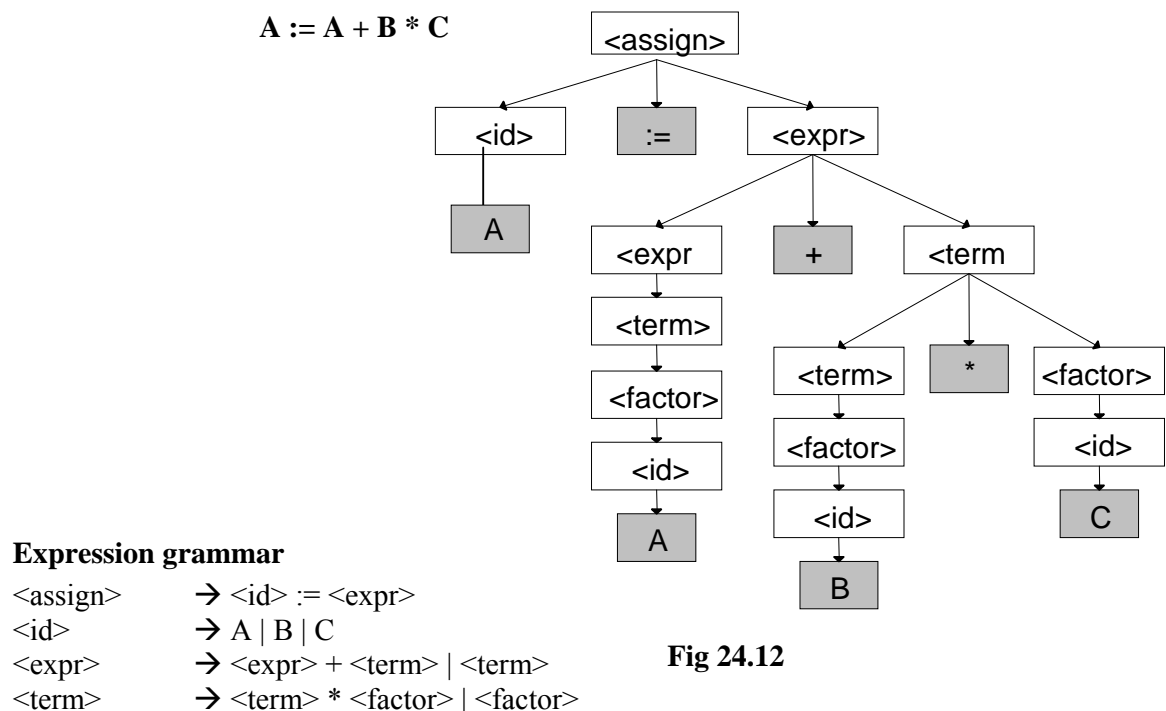 A := A + B * C
<assign>
<id> := <expr>
A
<expr + <term
<term>
<term> * <factor>
<factor>
<factor> <id>
<id>
<id> C
A
B
Expression grammar
<assign> → <id> := <expr>
<id> → A | B | C
<expr> → <expr> + <term> | <term>
<term> → <term> * <factor> | <factor>
Fig 24.12